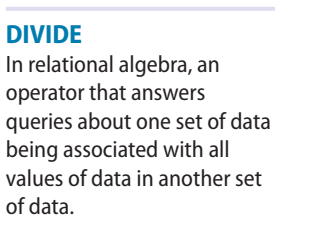 DIVIDE
In relational algebra, an
operator that answers
queries about one set of data
being associated with all
values of data in another set
of data.